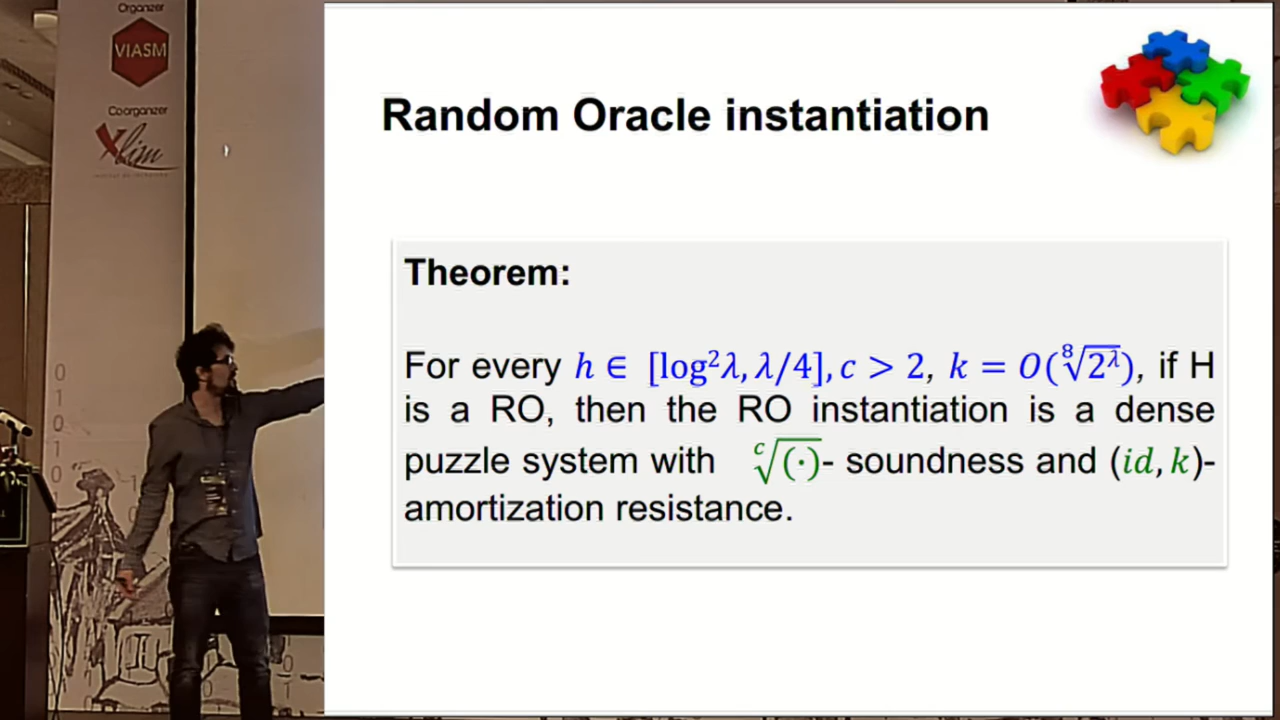 Organizer
VIASM
Coorganizer
Xlim
Random Oracle instantiation
Theorem:
For every h ∈ [log²λ, λ/4], c > 2, k = O(⁸√2^λ), if H
is a RO, then the RO instantiation is a dense
puzzle system with ᶜ√(·)- soundness and (id, k)-
amortization resistance.